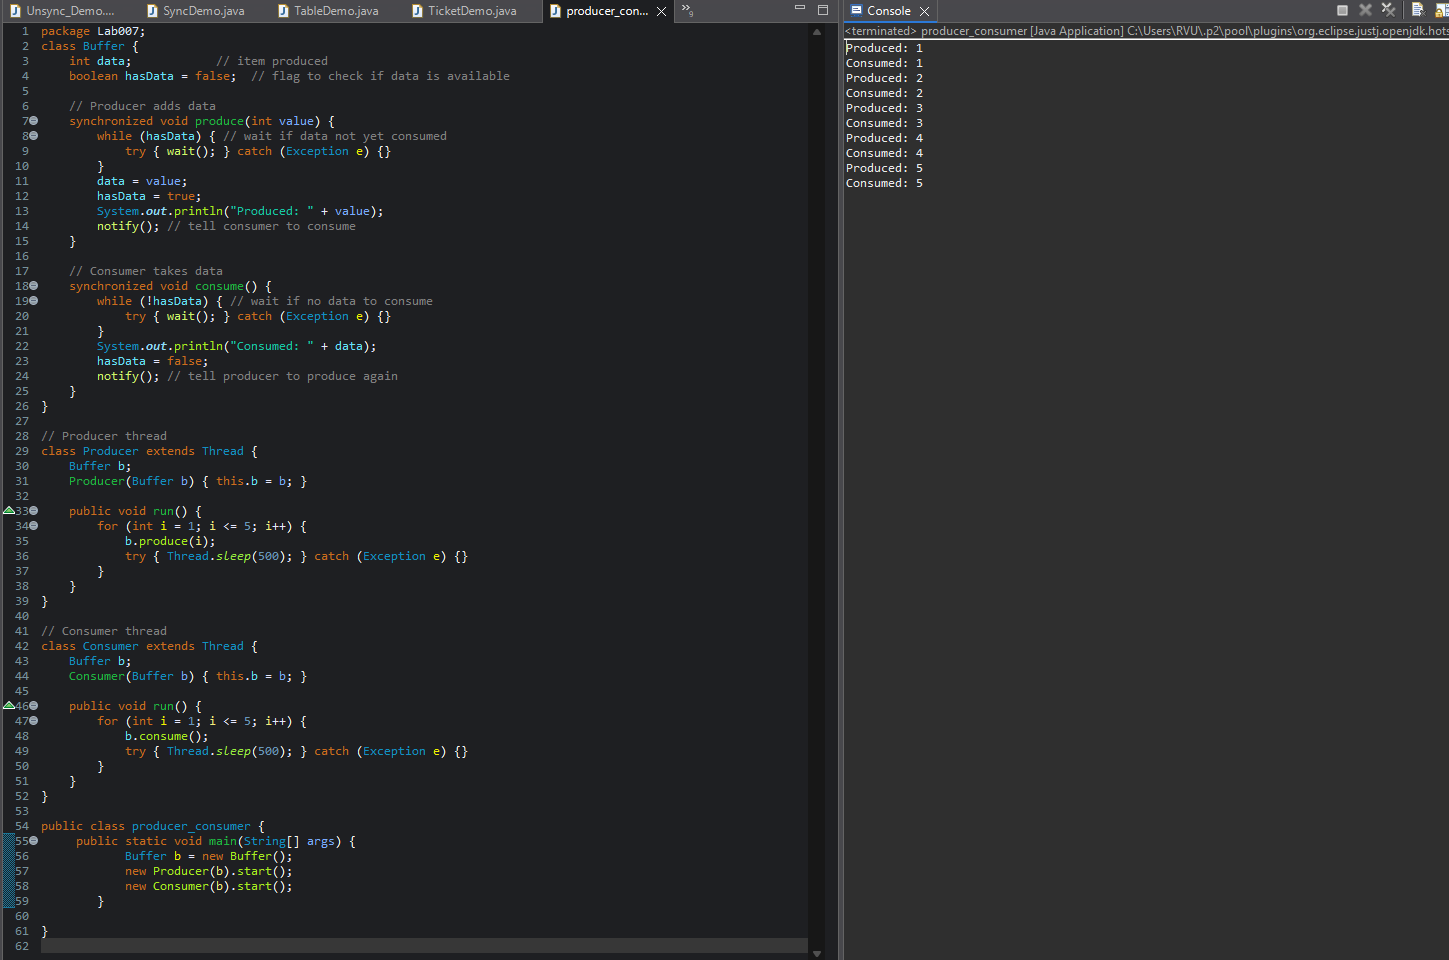 Unsync_Demo....
SyncDemo.java
TableDemo.java
TicketDemo.java
producer_con...
»9
1 package Lab007;
2 class Buffer {
3     int data;            // item produced
4     boolean hasData = false;  // flag to check if data is available
5
6     // Producer adds data
7     synchronized void produce(int value) {
8         while (hasData) { // wait if data not yet consumed
9             try { wait(); } catch (Exception e) {}
10         }
11         data = value;
12         hasData = true;
13         System.out.println("Produced: " + value);
14         notify(); // tell consumer to consume
15     }
16
17     // Consumer takes data
18     synchronized void consume() {
19         while (!hasData) { // wait if no data to consume
20             try { wait(); } catch (Exception e) {}
21         }
22         System.out.println("Consumed: " + data);
23         hasData = false;
24         notify(); // tell producer to produce again
25     }
26 }
27
28 // Producer thread
29 class Producer extends Thread {
30     Buffer b;
31     Producer(Buffer b) { this.b = b; }
32
33     public void run() {
34         for (int i = 1; i <= 5; i++) {
35             b.produce(i);
36             try { Thread.sleep(500); } catch (Exception e) {}
37         }
38     }
39 }
40
41 // Consumer thread
42 class Consumer extends Thread {
43     Buffer b;
44     Consumer(Buffer b) { this.b = b; }
45
46     public void run() {
47         for (int i = 1; i <= 5; i++) {
48             b.consume();
49             try { Thread.sleep(500); } catch (Exception e) {}
50         }
51     }
52 }
53
54 public class producer_consumer {
55      public static void main(String[] args) {
56             Buffer b = new Buffer();
57             new Producer(b).start();
58             new Consumer(b).start();
59         }
60
61 }
62
Console
<terminated> producer_consumer [Java Application] C:\Users\RVU\.p2\pool\plugins\org.eclipse.justj.openjdk.hots
Produced: 1
Consumed: 1
Produced: 2
Consumed: 2
Produced: 3
Consumed: 3
Produced: 4
Consumed: 4
Produced: 5
Consumed: 5